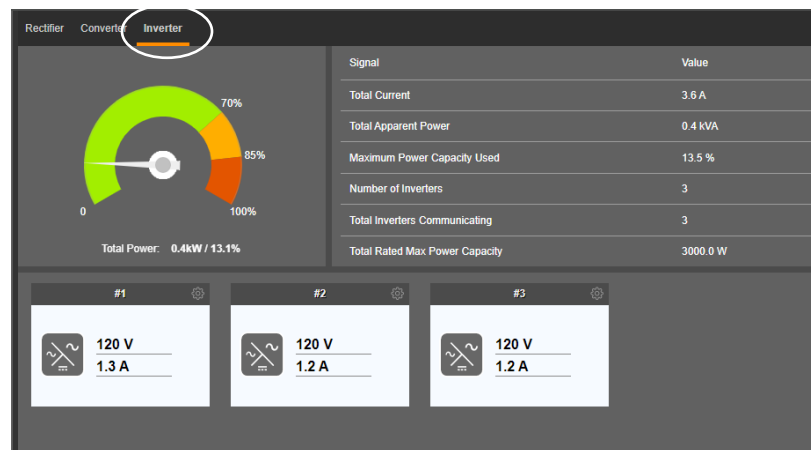 Rectifier Converter Inverter
70%
85%
0
100%
Total Power: 0.4kW / 13.1%
Signal Value
Total Current 3.6 A
Total Apparent Power 0.4 kVA
Maximum Power Capacity Used 13.5 %
Number of Inverters 3
Total Inverters Communicating 3
Total Rated Max Power Capacity 3000.0 W
#1
120 V
1.3 A
#2
120 V
1.2 A
#3
120 V
1.2 A